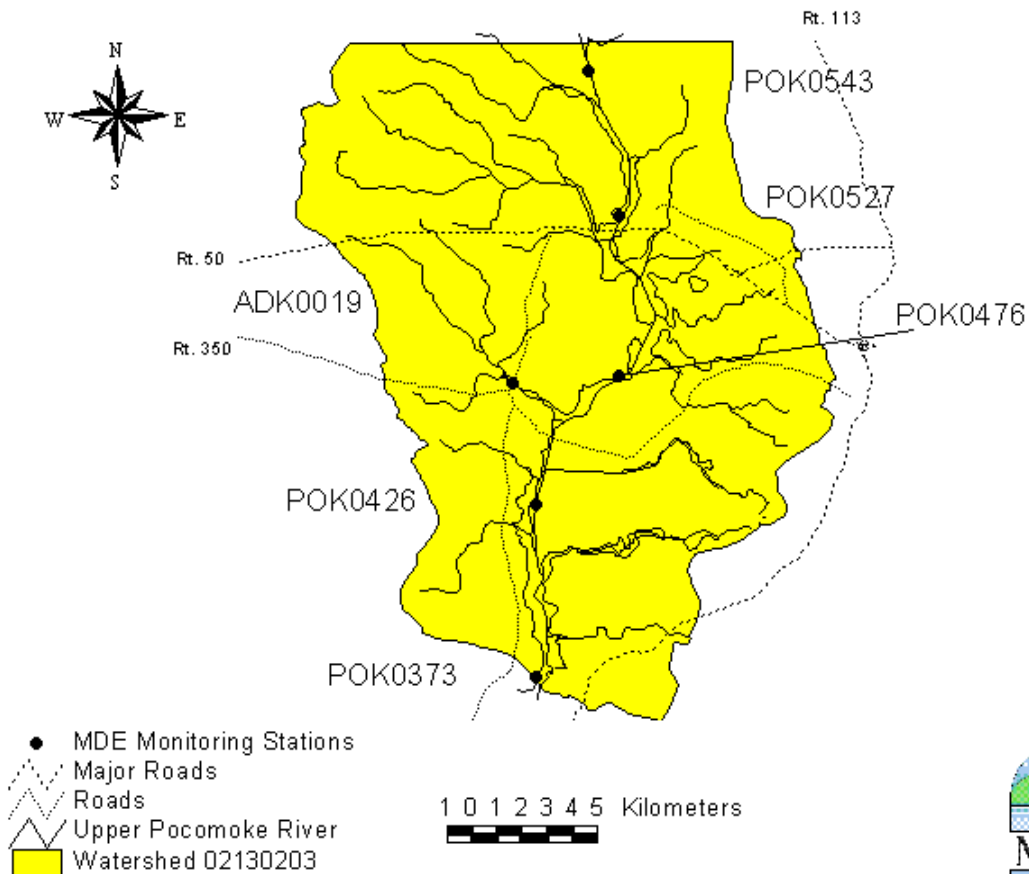 Rt. 113
N
POK0543
W E
S
POK0527
Rt. 50
ADK0019
POK0476
Rt. 350
POK0426
POK0373
MDE Monitoring Stations
Major Roads
Roads
1 0 1 2 3 4 5 Kilometers
Upper Pocomoke River
Watershed 02130203